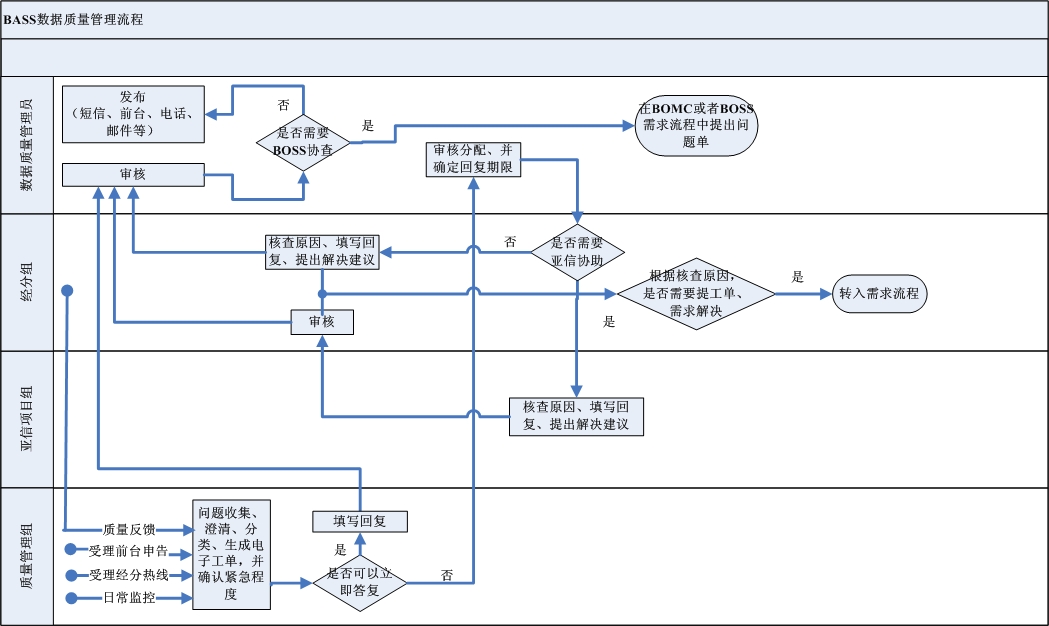 BASS数据质量管理流程
数据质量管理员
发布
(短信、前台、电话、
邮件等)
否
是否需要
BOSS协查
是
在BOMC或者BOSS
需求流程中提出问
题单
审核
审核分配、并
确定回复期限
经分组
核查原因、填写回
复、提出解决建议
否
是否需要
亚信协助
根据核查原因，
是否需要提工单、
需求解决
是
转入需求流程
审核
是
亚信项目组
核查原因、填写回
复、提出解决建议
质量管理组
质量反馈
受理前台申告
受理经分热线
日常监控
问题收集、
澄清、分
类、生成电
子工单，并
确认紧急程
度
填写回复
是
是否可以立
即答复
否